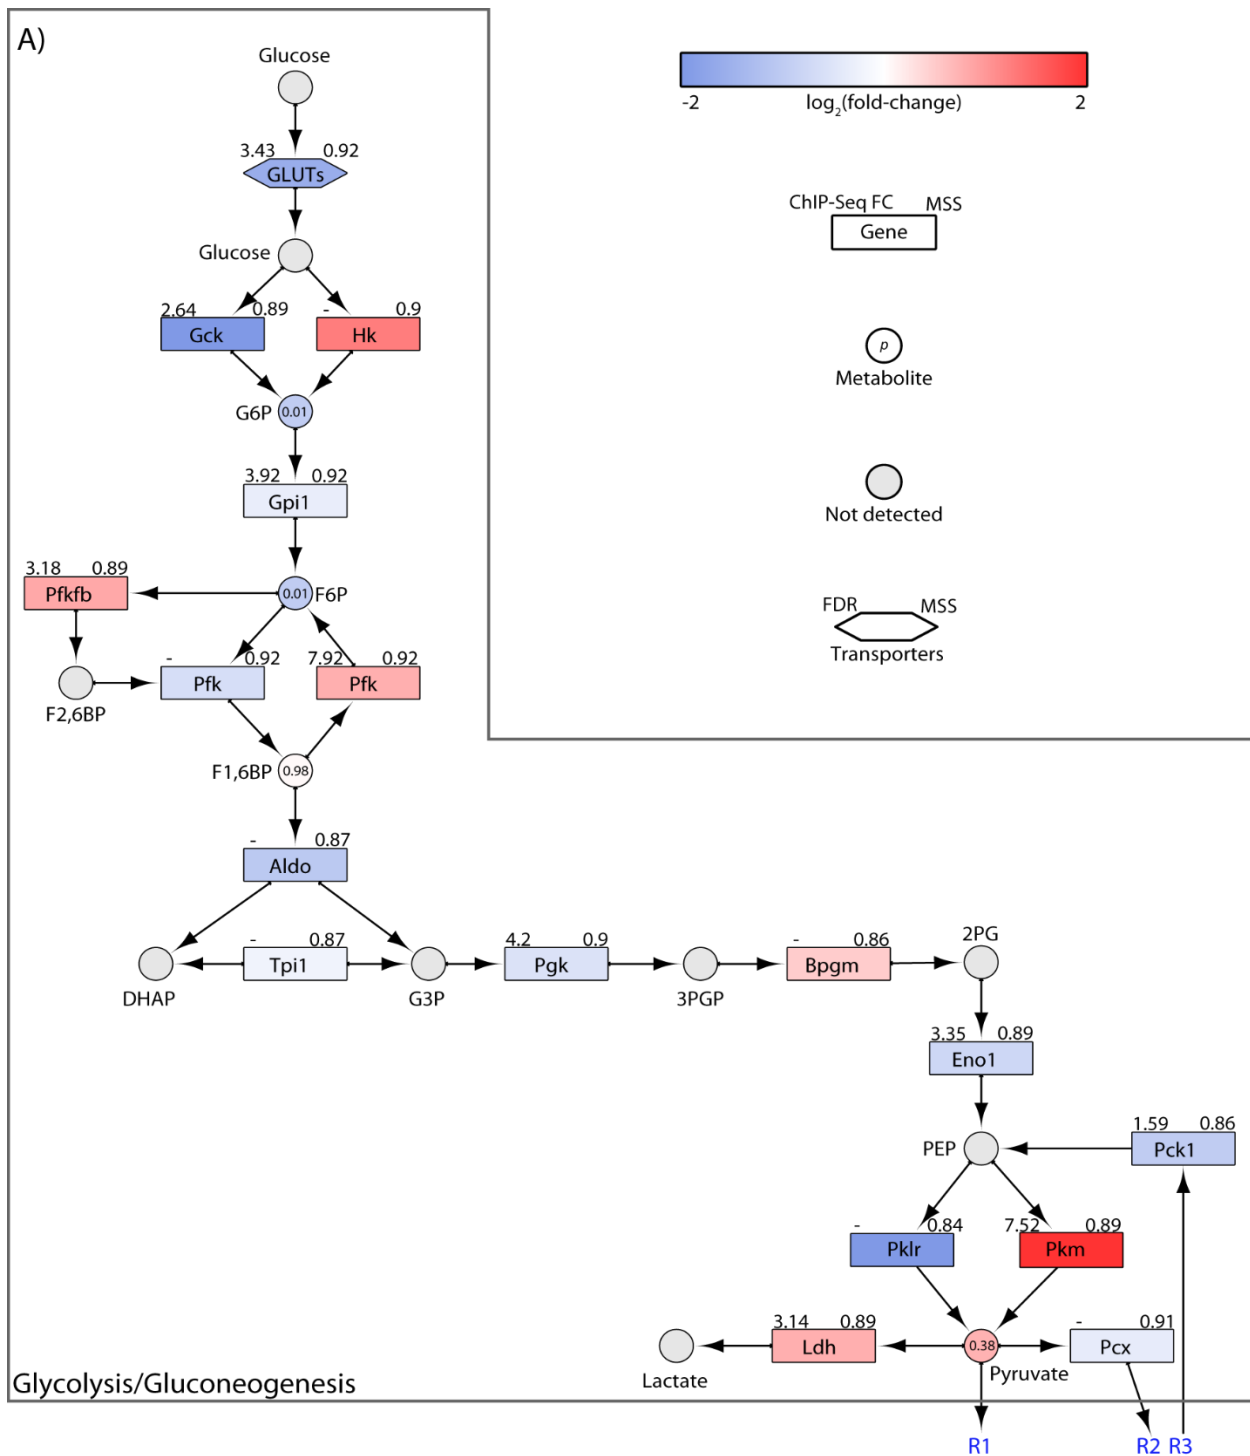 A)
Glucose
-2 log2(fold-change) 2
3.43 0.92
GLUTs
ChIP-Seq FC MSS
Gene
Glucose
2.64 0.89 - 0.9
Gck Hk
p
Metabolite
G6P 0.01
3.92 0.92
Gpi1
Not detected
3.18 0.89
Pfkfb 0.01 F6P
FDR MSS
Transporters
- 0.92 7.92 0.92
Pfk Pfk
F2,6BP
F1,6BP 0.98
- 0.87
Aldo
- 0.87 4.2 0.9 - 0.86 2PG
Tpi1 Pgk Bpgm
DHAP G3P 3PGP
3.35 0.89
Eno1
1.59 0.86
PEP Pck1
- 0.84 7.52 0.89
Pklr Pkm
3.14 0.89 - 0.91
Ldh 0.38 Pcx
Lactate Pyruvate
Glycolysis/Gluconeogenesis
R1 R2 R3